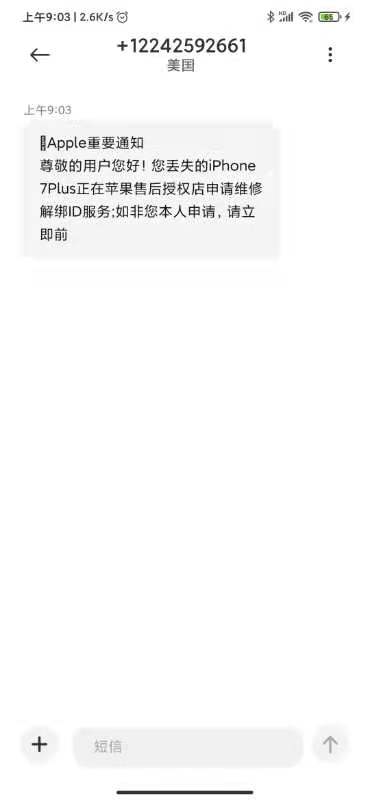 上午9:03 | 2.6K/s
65
+12242592661
美国
上午9:03
Apple重要通知
尊敬的用户您好！您丢失的iPhone
7Plus正在苹果售后授权店申请维修
解绑ID服务;如非您本人申请，请立
即前
短信